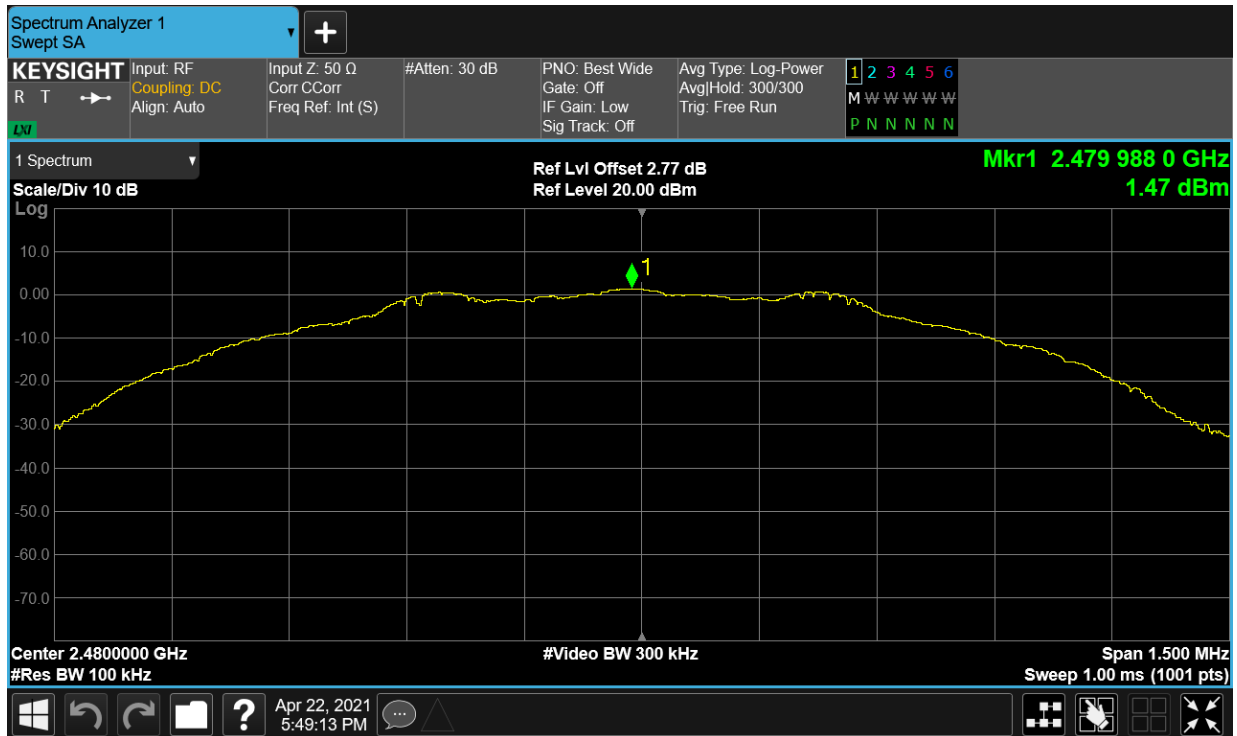 Spectrum Analyzer 1
Swept SA
KEYSIGHT
R T
LXI
Input: RF
Coupling: DC
Align: Auto
Input Z: 50 Ω
Corr CCorr
Freq Ref: Int (S)
#Atten: 30 dB
PNO: Best Wide
Gate: Off
IF Gain: Low
Sig Track: Off
Avg Type: Log-Power
Avg|Hold: 300/300
Trig: Free Run
1 2 3 4 5 6
M W W W W W
P N N N N N
1 Spectrum
Scale/Div 10 dB
Ref Lvl Offset 2.77 dB
Ref Level 20.00 dBm
Mkr1 2.479 988 0 GHz
1.47 dBm
Log
10.0
1
0.00
-10.0
-20.0
-30.0
-40.0
-50.0
-60.0
-70.0
Center 2.4800000 GHz
#Res BW 100 kHz
#Video BW 300 kHz
Span 1.500 MHz
Sweep 1.00 ms (1001 pts)
?
Apr 22, 2021
5:49:13 PM